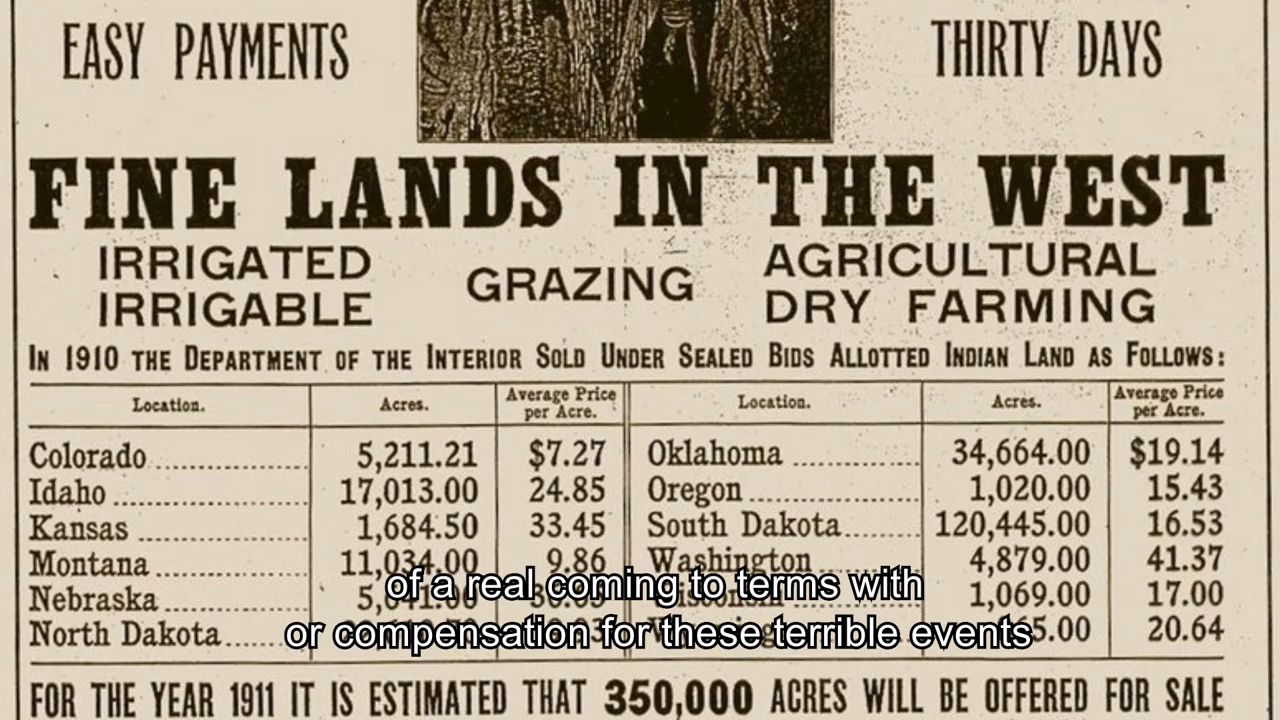 EASY PAYMENTS
THIRTY DAYS
FINE LANDS IN THE WEST
IRRIGATED
IRRIGABLE
GRAZING
AGRICULTURAL
DRY FARMING
IN 1910 THE DEPARTMENT OF THE INTERIOR SOLD UNDER SEALED BIDS ALLOTTED INDIAN LAND AS FOLLOWS:
Location. Acres. Average Price per Acre. Location. Acres. Average Price per Acre.
Colorado 5,211.21 $7.27 Oklahoma 34,664.00 $19.14
Idaho 17,013.00 24.85 Oregon 1,020.00 15.43
Kansas 1,684.50 33.45 South Dakota 120,445.00 16.53
Montana 11,034.00 9.86 Washington 4,879.00 41.37
Nebraska 1,069.00 17.00
North Dakota 20.64
of a real coming to terms with
or compensation for these terrible events
FOR THE YEAR 1911 IT IS ESTIMATED THAT 350,000 ACRES WILL BE OFFERED FOR SALE